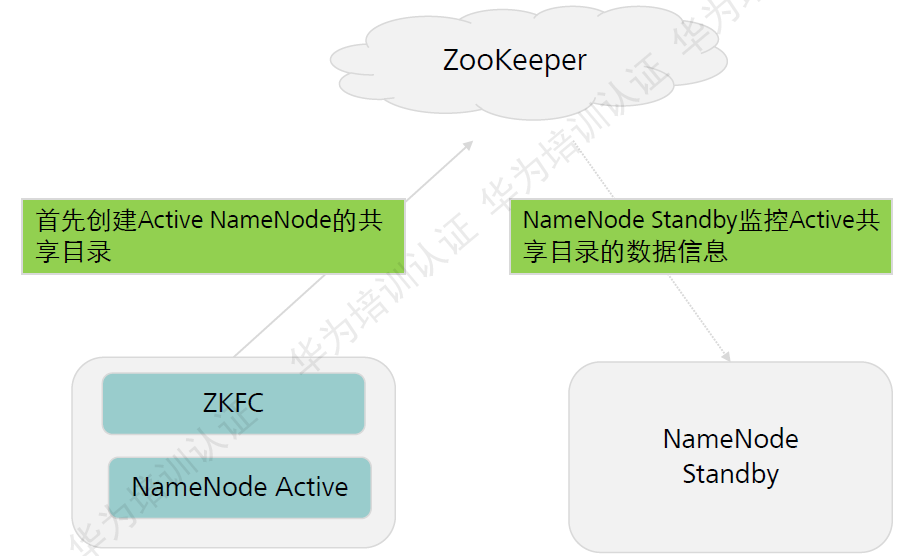 ZooKeeper
首先创建Active NameNode的共
享目录
NameNode Standby监控Active共
享目录的数据信息
ZKFC
NameNode Active
NameNode
Standby
华为培训认证 华为培训认证 华为培训认证 华为培训认证